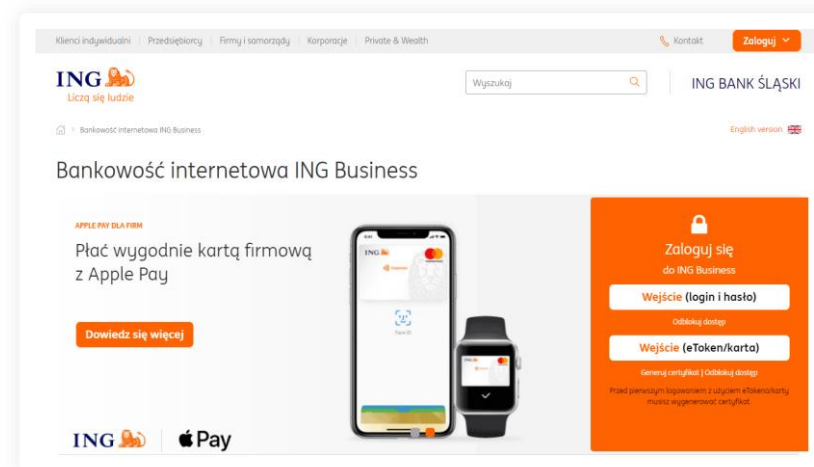 Klienci indywidualni Przedsiębiorcy Firmy i samorządy Korporacje Private & Wealth Kontakt Zaloguj
ING
Liczą się ludzie
Wyszukaj
ING BANK ŚLĄSKI
> Bankowość internetowa ING Business
English version
Bankowość internetowa ING Business
APPLE PAY DLA FIRM
Płać wygodnie kartą firmową
z Apple Pay
Dowiedz się więcej
ING
Face ID
ING Pay
Zaloguj się
do ING Business
Wejście (login i hasło)
Odblokuj dostęp
Wejście (eToken/karta)
Generuj certyfikat | Odblokuj dostęp
Przed pierwszym logowaniem z użyciem eTokena/karty
musisz wygenerować certyfikat.